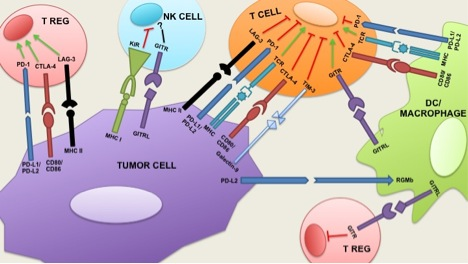 T REG
NK CELL
T CELL
PD-1
CTLA-4
LAG-3
KIR
GITR
LAG-3
PD-1
TCR
CTLA-4
TIM-3
GITR
PD-1
TCR
CTLA-4
PD-L1/
PD-L2
MHC
CD80/
CD86
PD-L1/
PD-L2
CD80/
CD86
MHC II
MHC I
GITRL
MHC II
PD-L1/
PD-L2
MHC
CD80/
CD86
Galectin-9
GITRL
DC/
MACROPHAGE
TUMOR CELL
PD-L2
RGMb
GITRL
GITR
T REG